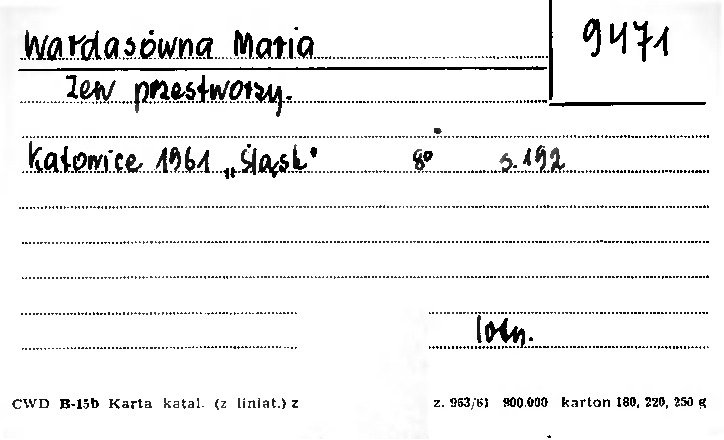 Wardasówna Maria
9471
Zew przestworzy.
Katowice 1961 „Śląsk" 8° s. 192
lotn.
CWD B-15b Karta katal. (z liniat.) z
z. 963/61 900.000 karton 180, 220, 250 g